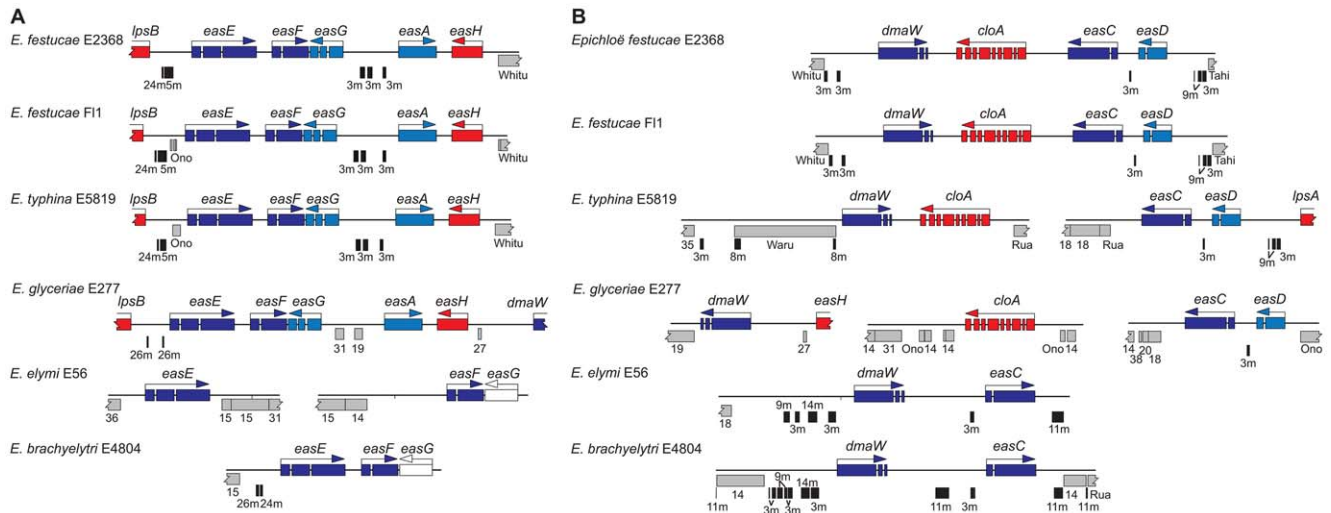 A
E. festucae E2368
lpsB easE easF easG easA easH
24m 5m 3m 3m 3m Whitu
E. festucae Fl1
lpsB easE easF easG easA easH
24m 5m Ono 3m 3m 3m Whitu
E. typhina E5819
lpsB easE easF easG easA easH
24m 5m Ono 3m 3m 3m Whitu
E. glyceriae E277
lpsB easE easF easG easA easH dmaW
26m 26m 31 19 27
E. elymi E56
easE easF easG
36 15 15 31 15 14
E. brachyelytri E4804
easE easF easG
15 26m 24m
B
Epichloë festucae E2368
dmaW cloA easC easD
Whitu 3m 3m 3m 9m 3m Tahi
E. festucae Fl1
dmaW cloA easC easD
Whitu 3m 3m 3m 9m 3m Tahi
E. typhina E5819
dmaW cloA easC easD lpsA
35 3m 8m Waru 8m Rua 18 18 Rua 3m 9m 3m
E. glyceriae E277
dmaW easH cloA easC easD
19 27 14 31 Ono 14 14 Ono 14 14 38 20 18 3m Ono
E. elymi E56
dmaW easC
18 9m 3m 14m 3m 3m 11m
E. brachyelytri E4804
dmaW easC
11m 14 3m 9m 3m 14m 3m 11m 3m 11m 14 11m Rua